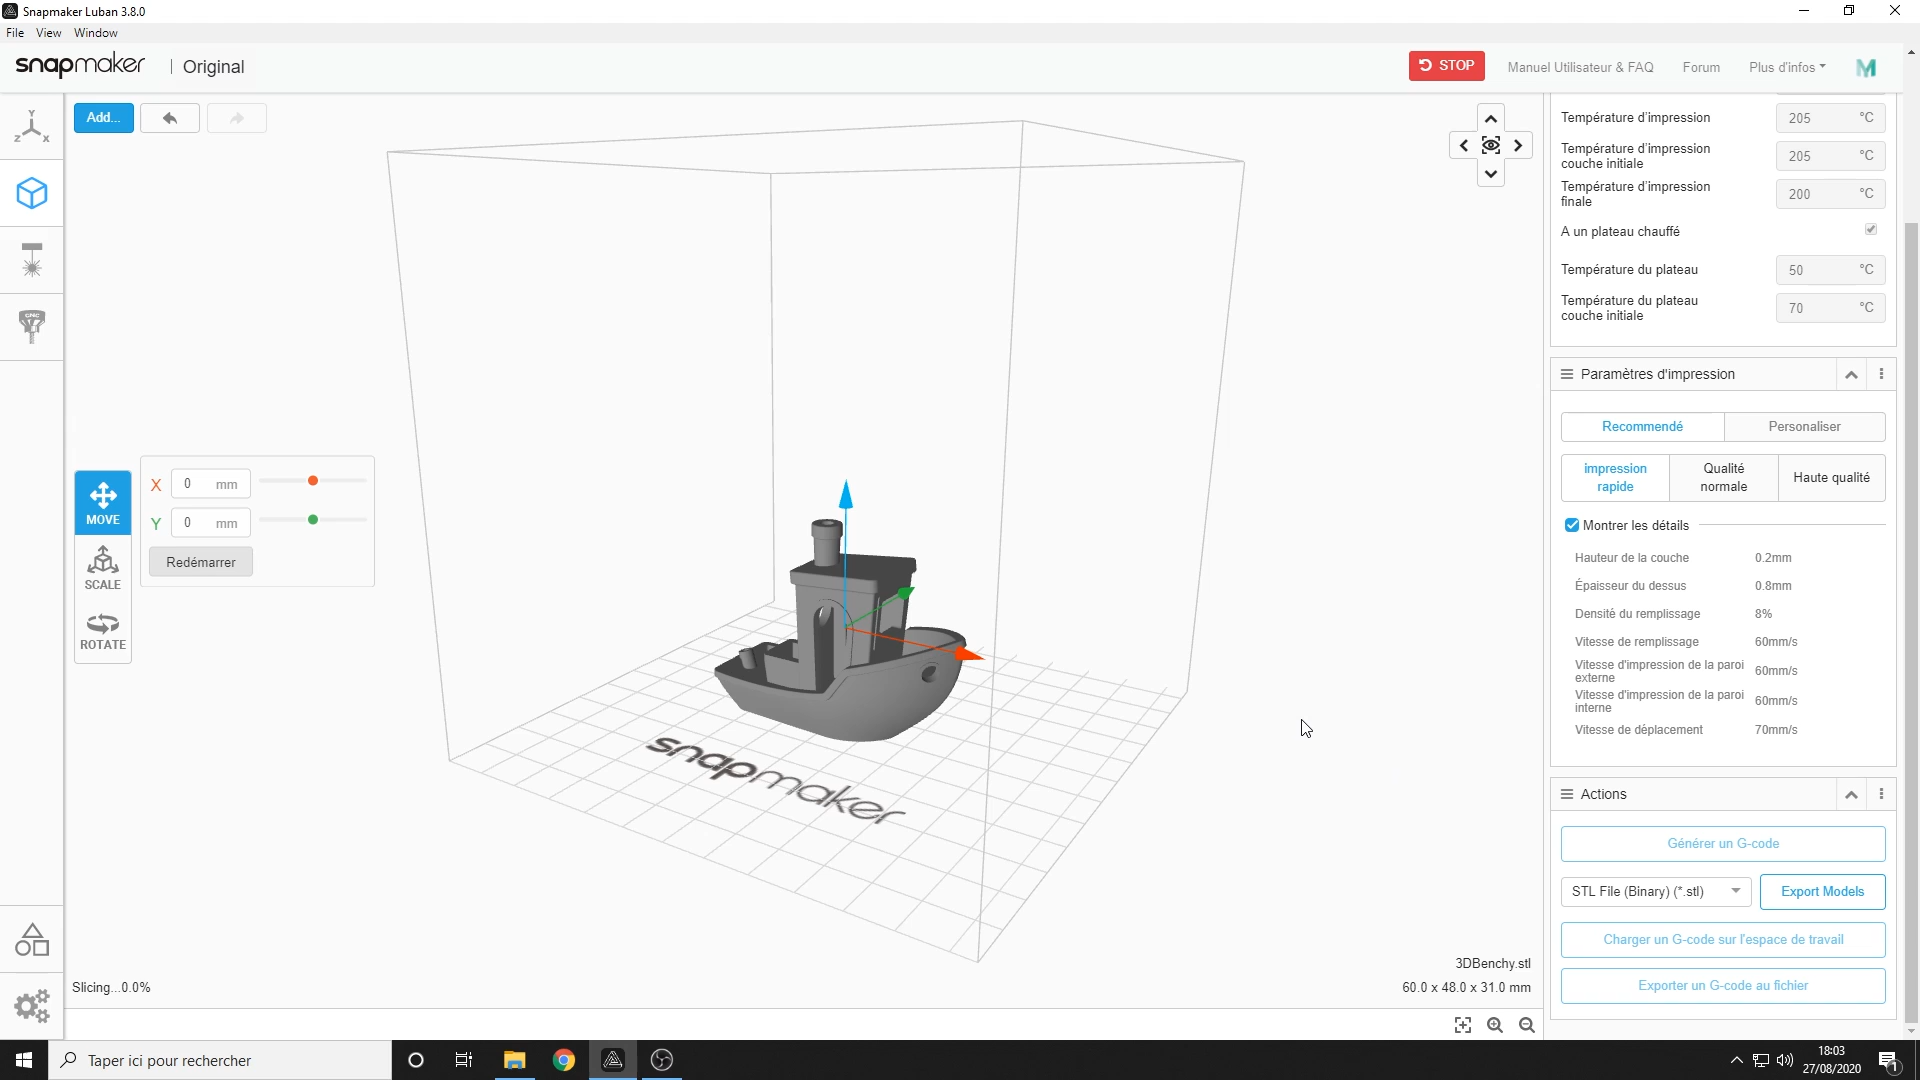 Snapmaker Luban 3.8.0
File View Window
snapmaker | Original
STOP
Manuel Utilisateur & FAQ
Forum
Plus d'infos
M
Add...
Y
Z X
CNC
Température d'impression 205 °C
Température d'impression couche initiale 205 °C
Température d'impression finale 200 °C
A un plateau chauffé
Température du plateau 50 °C
Température du plateau couche initiale 70 °C
MOVE
SCALE
ROTATE
X 0 mm
Y 0 mm
Redémarrer
snapmaker
Paramètres d'impression
Recommendé Personaliser
impression rapide
Qualité normale
Haute qualité
Montrer les détails
Hauteur de la couche 0.2mm
Épaisseur du dessus 0.8mm
Densité du remplissage 8%
Vitesse de remplissage 60mm/s
Vitesse d'impression de la paroi externe 60mm/s
Vitesse d'impression de la paroi interne 60mm/s
Vitesse de déplacement 70mm/s
Actions
Générer un G-code
STL File (Binary) (*.stl)
Export Models
Charger un G-code sur l'espace de travail
Exporter un G-code au fichier
Slicing...0.0%
3DBenchy.stl
60.0 x 48.0 x 31.0 mm
Taper ici pour rechercher
18:03
27/08/2020
1